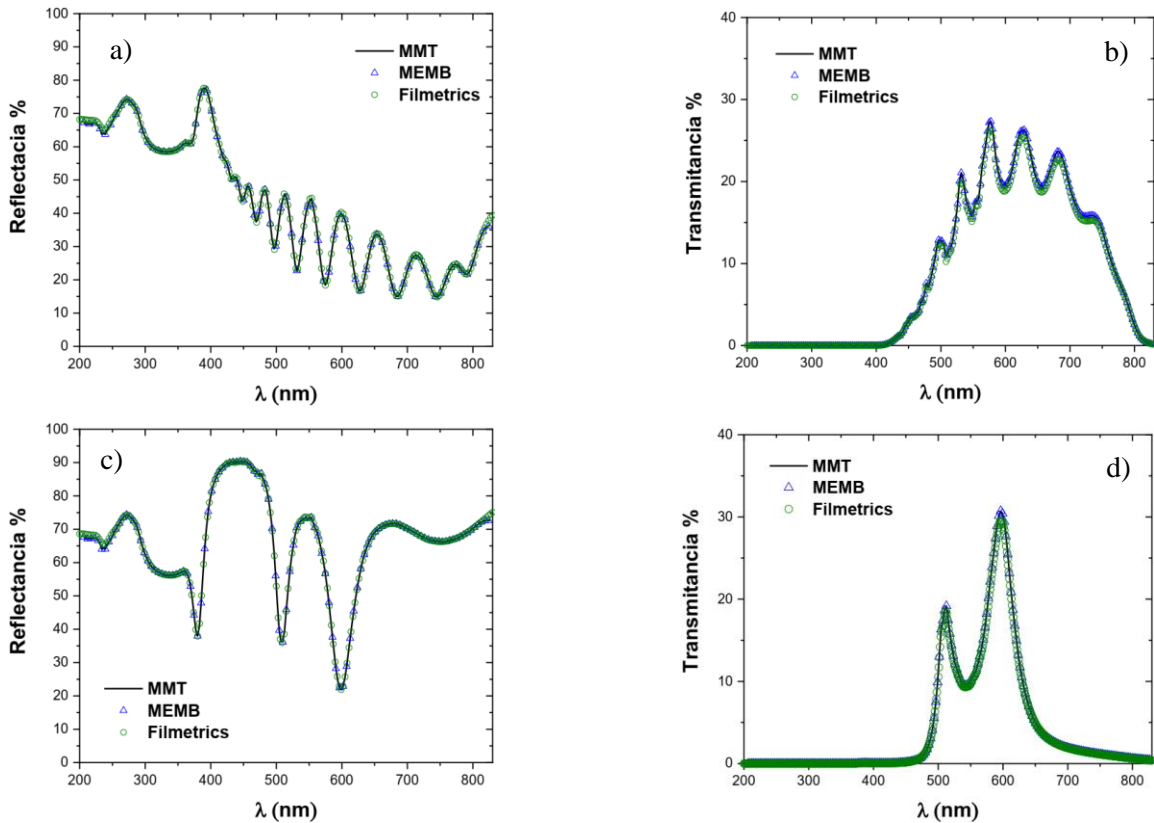 a)
MMT
MEMB
Filmetrics
Reflectacia %
100
90
80
70
60
50
40
30
20
10
0
200 300 400 500 600 700 800
λ (nm)
b)
MMT
MEMB
Filmetrics
Transmitancia %
40
30
20
10
0
200 300 400 500 600 700 800
λ (nm)
c)
MMT
MEMB
Filmetrics
Reflectancia %
100
90
80
70
60
50
40
30
20
10
0
200 300 400 500 600 700 800
λ (nm)
d)
MMT
MEMB
Filmetrics
Transmitancia %
40
30
20
10
0
200 300 400 500 600 700 800
λ (nm)